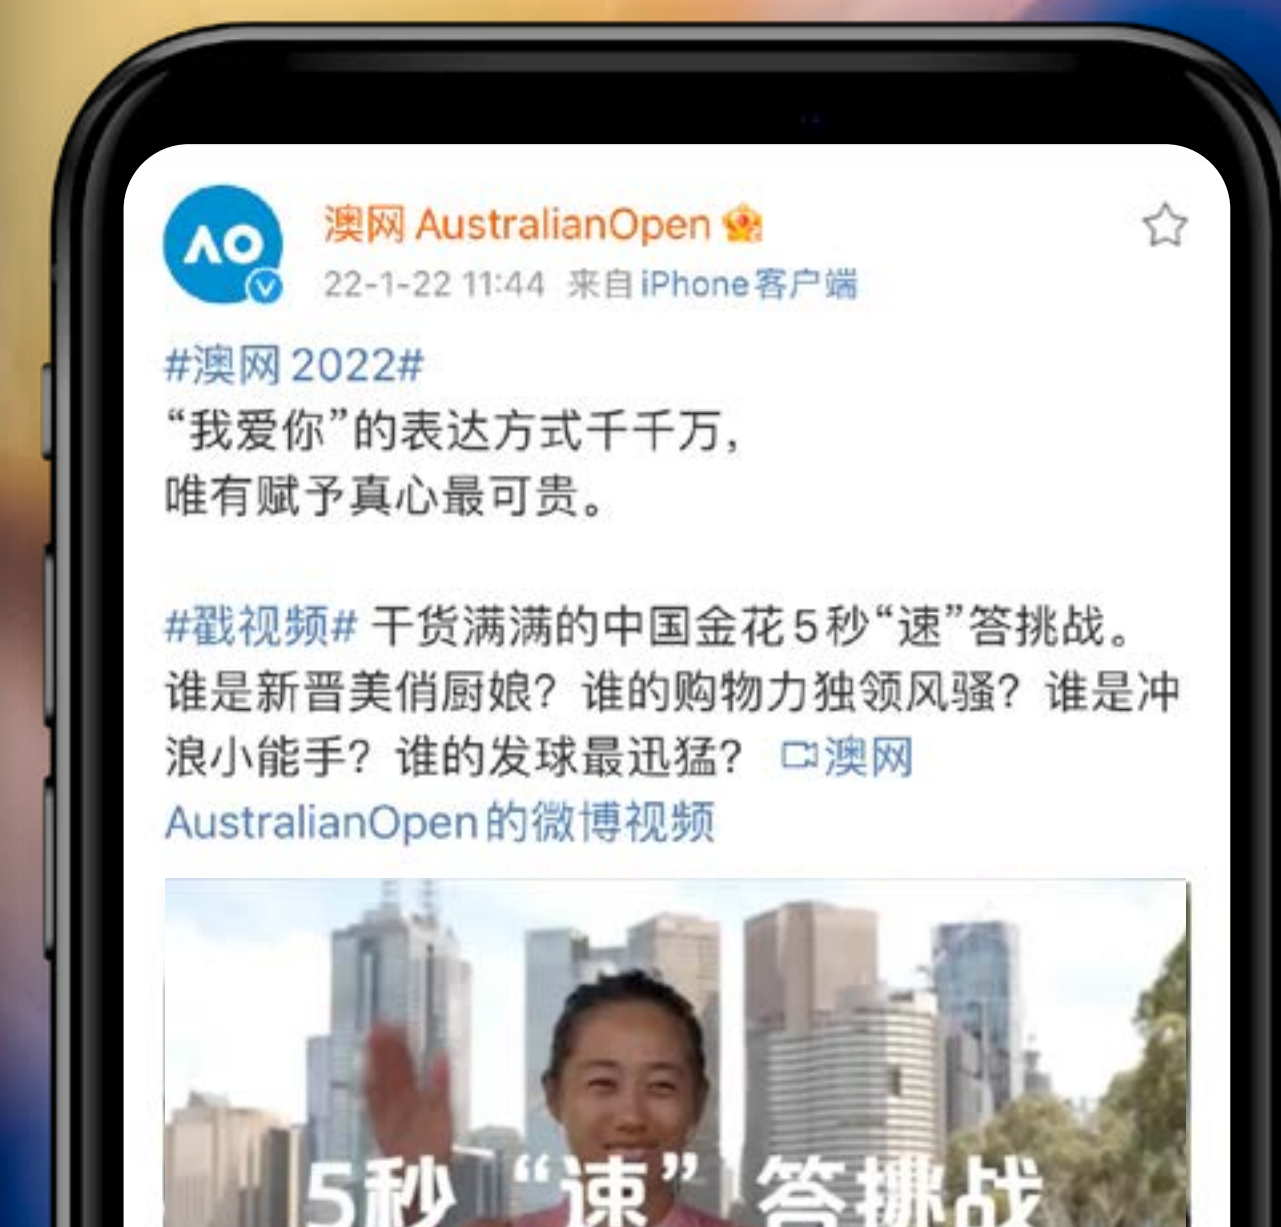 AO
澳网 AustralianOpen
22-1-22 11:44 来自 iPhone客户端
#澳网 2022#
“我爱你”的表达方式千千万,
唯有赋予真心最可贵。
#戳视频# 干货满满的中国金花5秒“速”答挑战。
谁是新晋美俏厨娘？谁的购物力独领风骚？谁是冲
浪小能手？谁的发球最迅猛？ 澳网
AustralianOpen的微博视频
5秒 “速” 答挑战